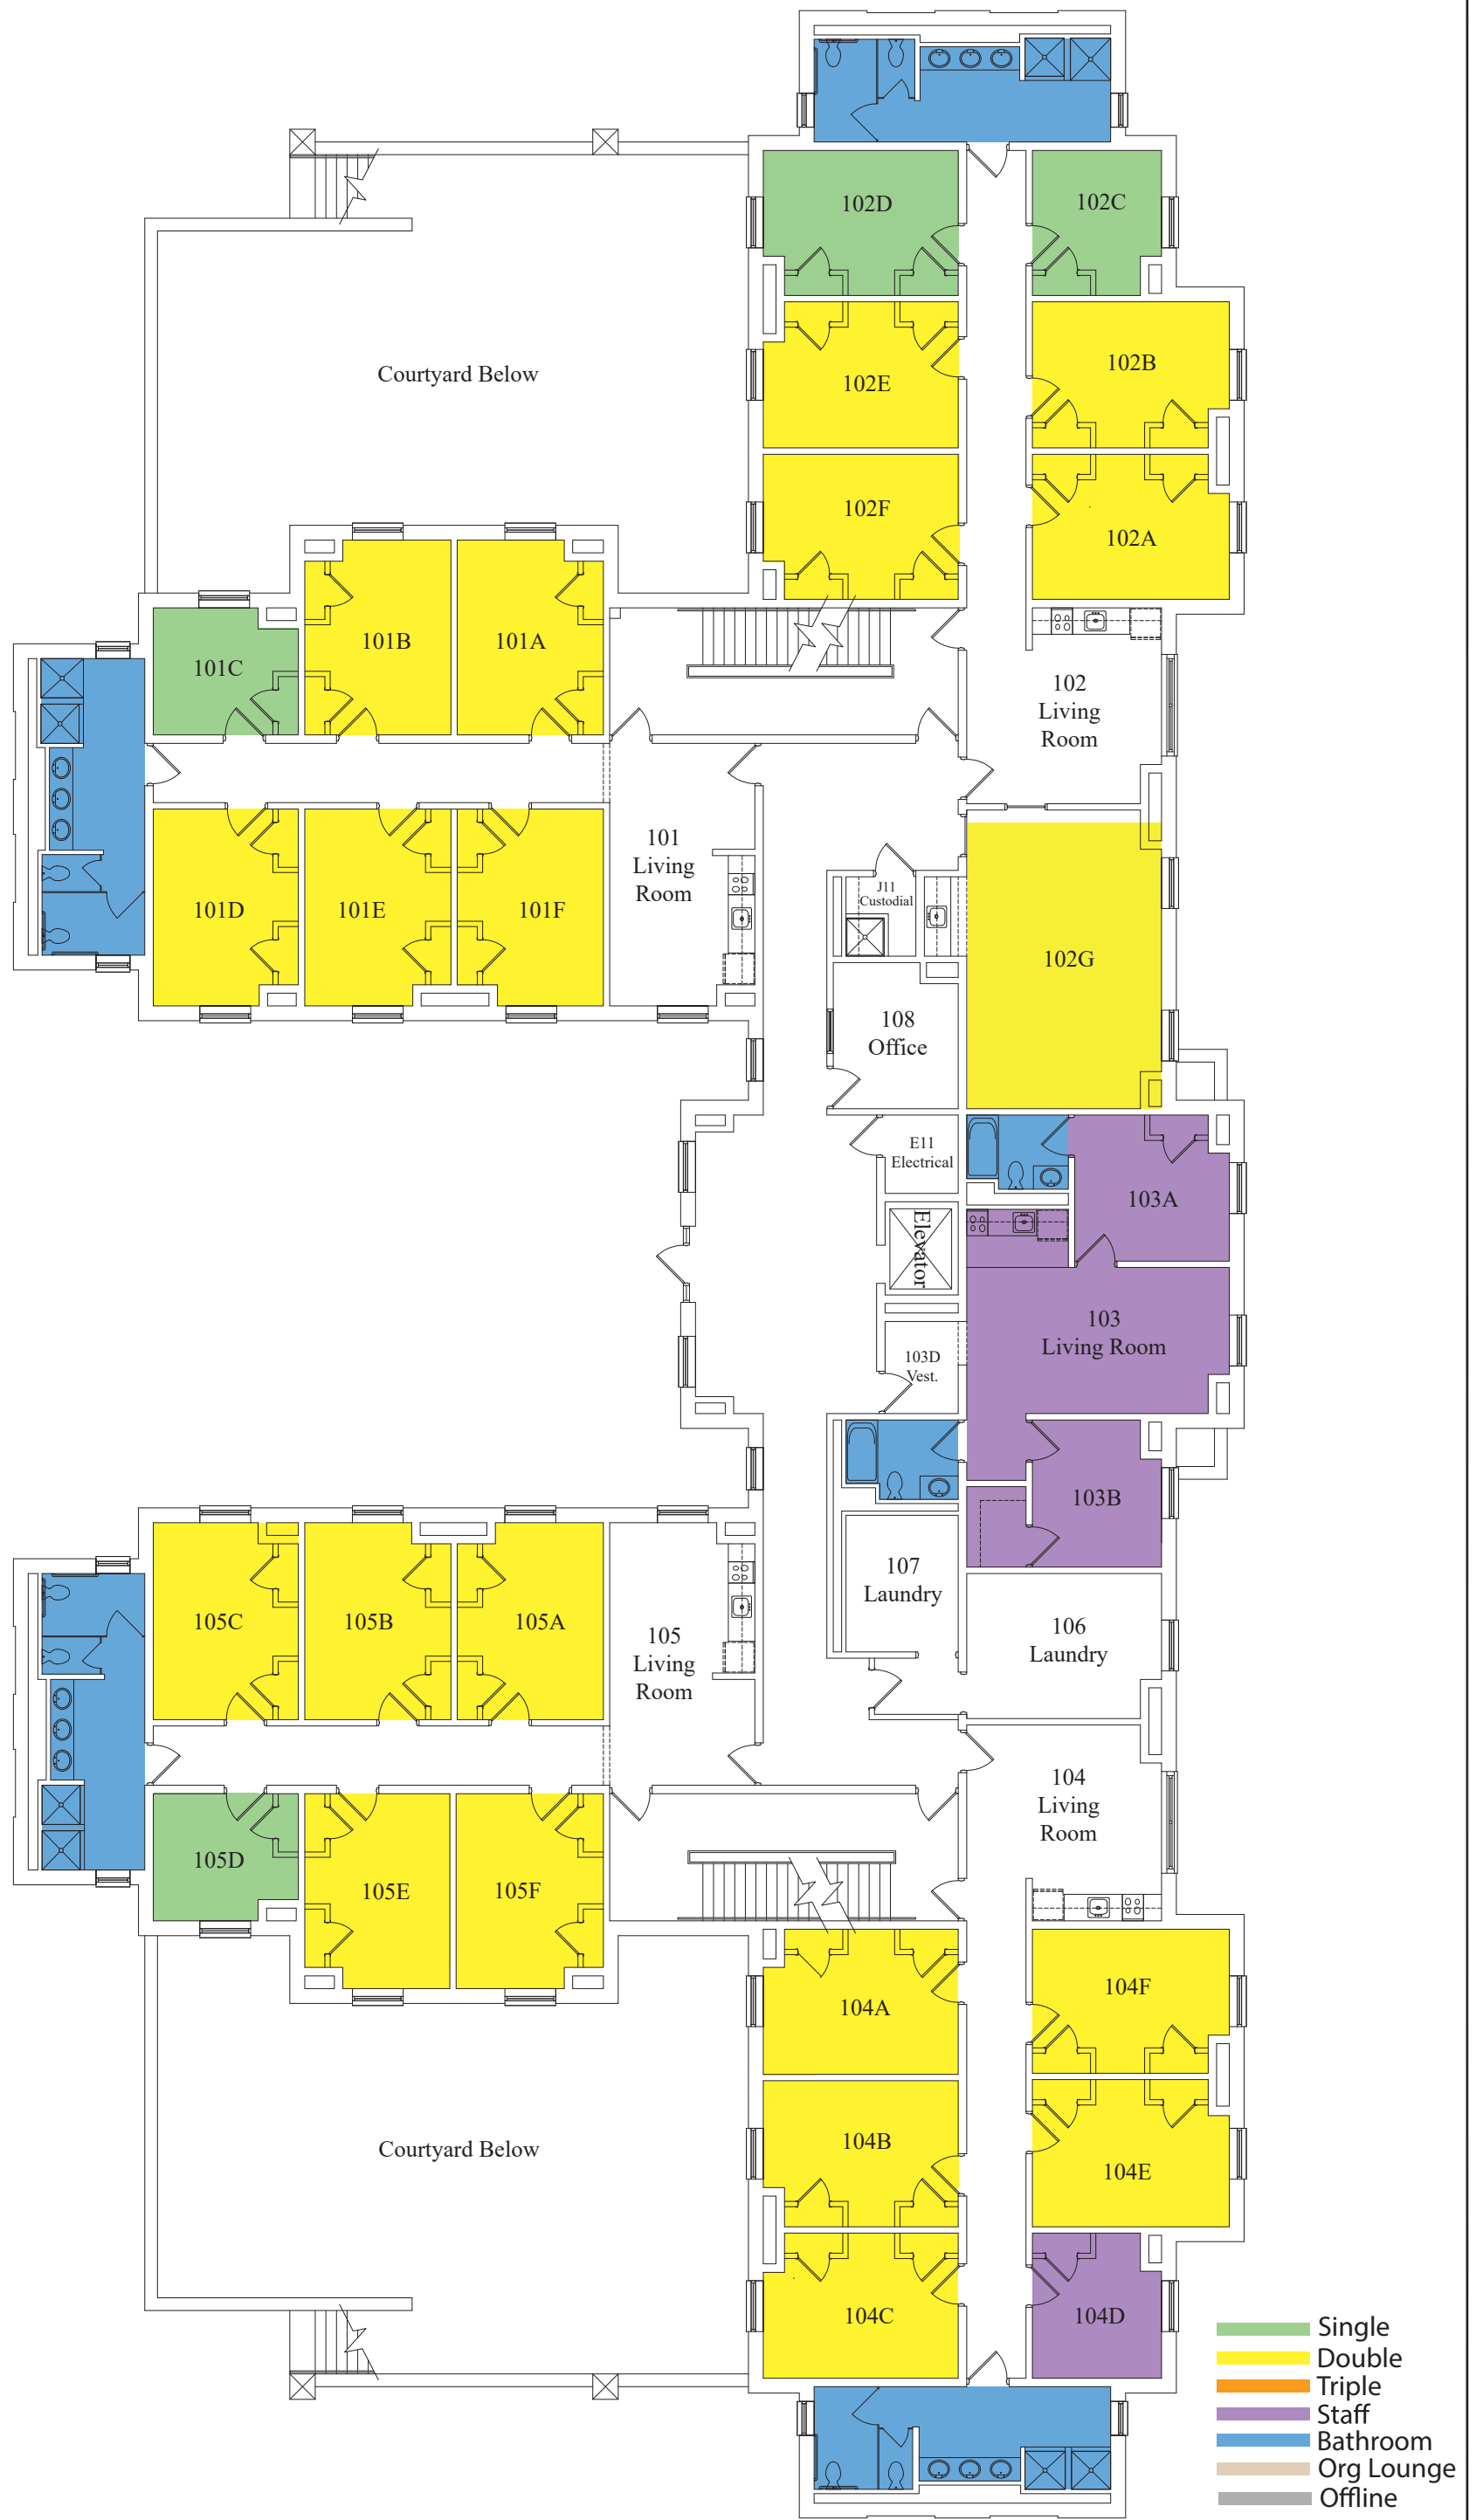 102D
102C
Courtyard Below
102E
102B
102F
102A
101C
101B
101A
102
Living
Room
101D
101E
101F
101
Living
Room
J11
Custodial
102G
108
Office
E11
Electrical
103A
Elevator
103
Living Room
103D
Vest.
103B
107
Laundry
106
Laundry
105C
105B
105A
105
Living
Room
104
Living
Room
105D
105E
105F
104A
104F
Courtyard Below
104B
104E
104C
104D
Single
Double
Triple
Staff
Bathroom
Org Lounge
Offline